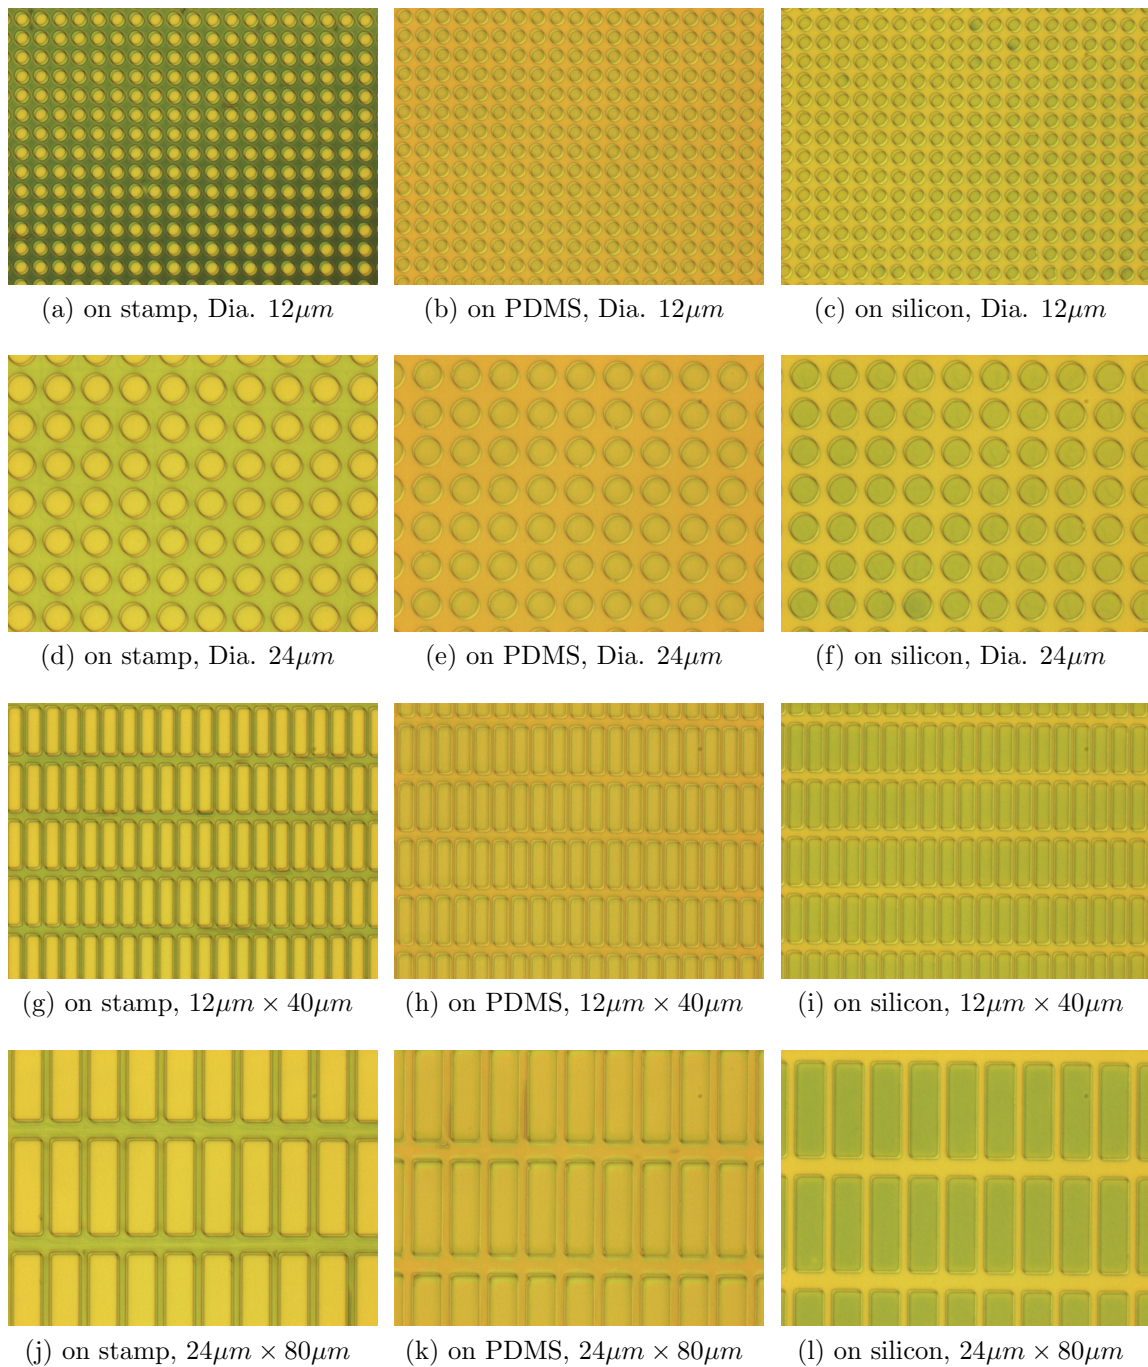 (a) on stamp, Dia. 12μm
(b) on PDMS, Dia. 12μm
(c) on silicon, Dia. 12μm
(d) on stamp, Dia. 24μm
(e) on PDMS, Dia. 24μm
(f) on silicon, Dia. 24μm
(g) on stamp, 12μm × 40μm
(h) on PDMS, 12μm × 40μm
(i) on silicon, 12μm × 40μm
(j) on stamp, 24μm × 80μm
(k) on PDMS, 24μm × 80μm
(l) on silicon, 24μm × 80μm